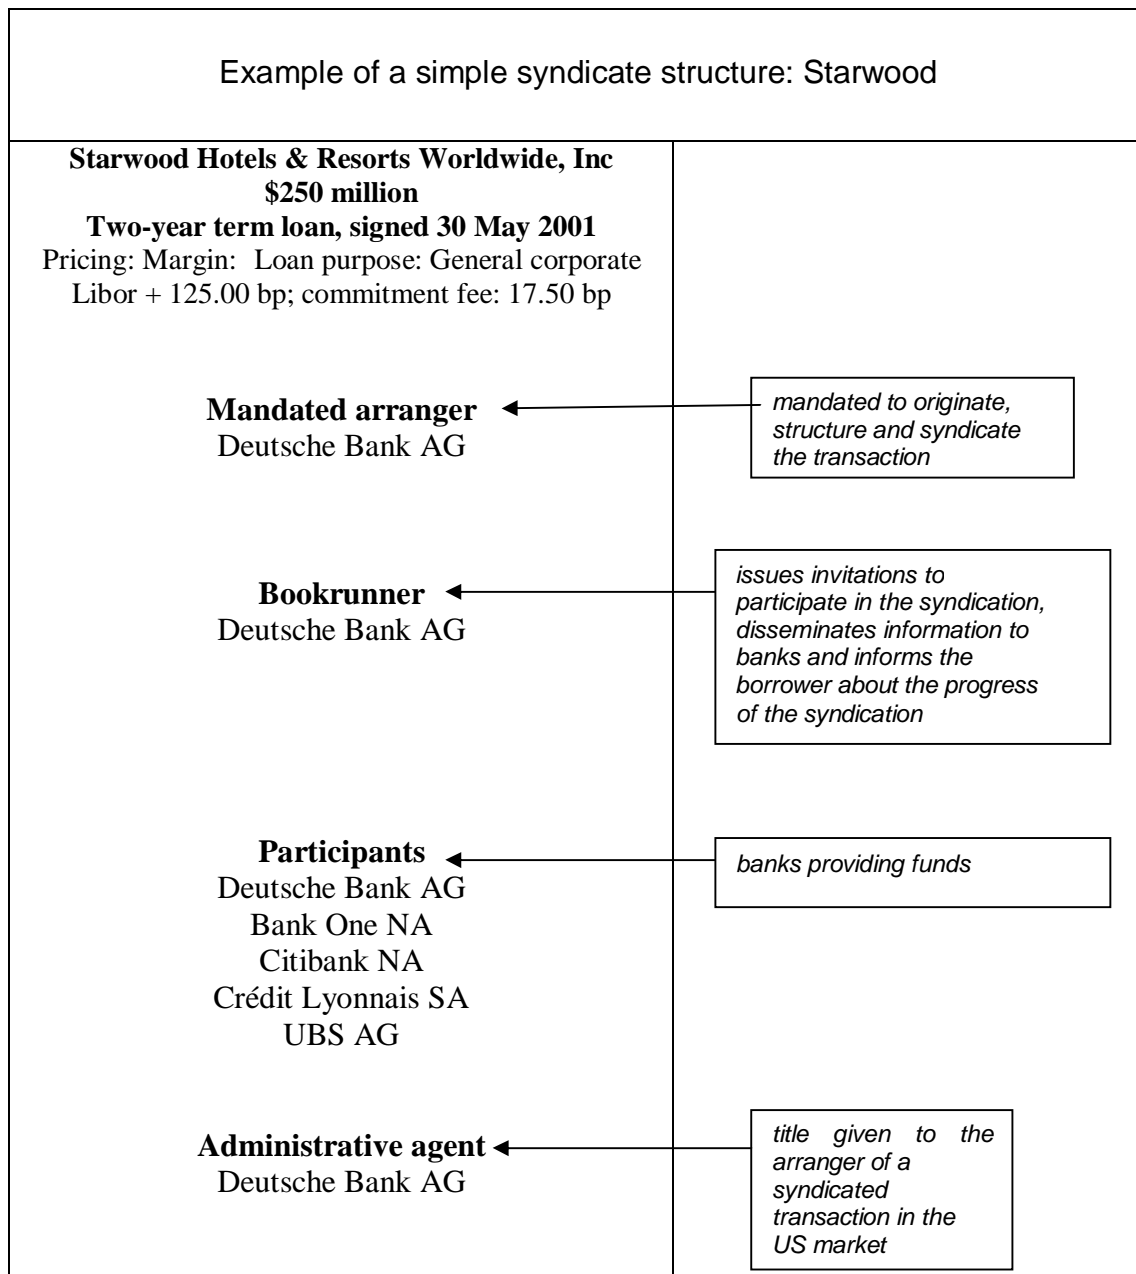 Example of a simple syndicate structure: Starwood
Starwood Hotels & Resorts Worldwide, Inc
$250 million
Two-year term loan, signed 30 May 2001
Pricing: Margin: Loan purpose: General corporate
Libor + 125.00 bp; commitment fee: 17.50 bp
Mandated arranger
Deutsche Bank AG
mandated to originate,
structure and syndicate
the transaction
Bookrunner
Deutsche Bank AG
issues invitations to
participate in the syndication,
disseminates information to
banks and informs the
borrower about the progress
of the syndication
Participants
Deutsche Bank AG
Bank One NA
Citibank NA
Crédit Lyonnais SA
UBS AG
banks providing funds
Administrative agent
Deutsche Bank AG
title given to the
arranger of a
syndicated
transaction in the
US market